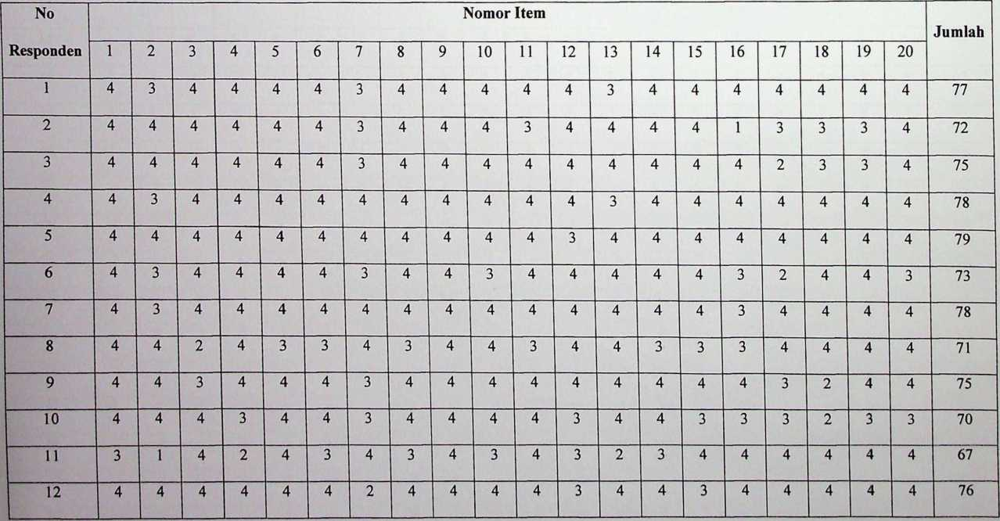 No Responden Nomor Item Jumlah
1 2 3 4 5 6 7 8 9 10 11 12 13 14 15 16 17 18 19 20
1 4 3 4 4 4 4 3 4 4 4 4 4 3 4 4 4 4 4 4 4 77
2 4 4 4 4 4 4 3 4 4 4 3 4 4 4 4 1 3 3 3 4 72
3 4 4 4 4 4 4 3 4 4 4 4 4 4 4 4 4 2 3 3 4 75
4 4 3 4 4 4 4 4 4 4 4 4 4 3 4 4 4 4 4 4 4 78
5 4 4 4 4 4 4 4 4 4 4 4 3 4 4 4 4 4 4 4 4 79
6 4 3 4 4 4 4 3 4 4 3 4 4 4 4 4 3 2 4 4 3 73
7 4 3 4 4 4 4 4 4 4 4 4 4 4 4 4 3 4 4 4 4 78
8 4 4 2 4 3 3 4 3 4 4 3 4 4 3 3 3 4 4 4 4 71
9 4 4 3 4 4 4 3 4 4 4 4 4 4 4 4 4 3 2 4 4 75
10 4 4 4 3 4 4 3 4 4 4 4 3 4 4 3 3 3 2 3 3 70
11 3 1 4 2 4 3 4 3 4 3 4 3 2 3 4 4 4 4 4 4 67
12 4 4 4 4 4 4 2 4 4 4 4 3 4 4 3 4 4 4 4 4 76